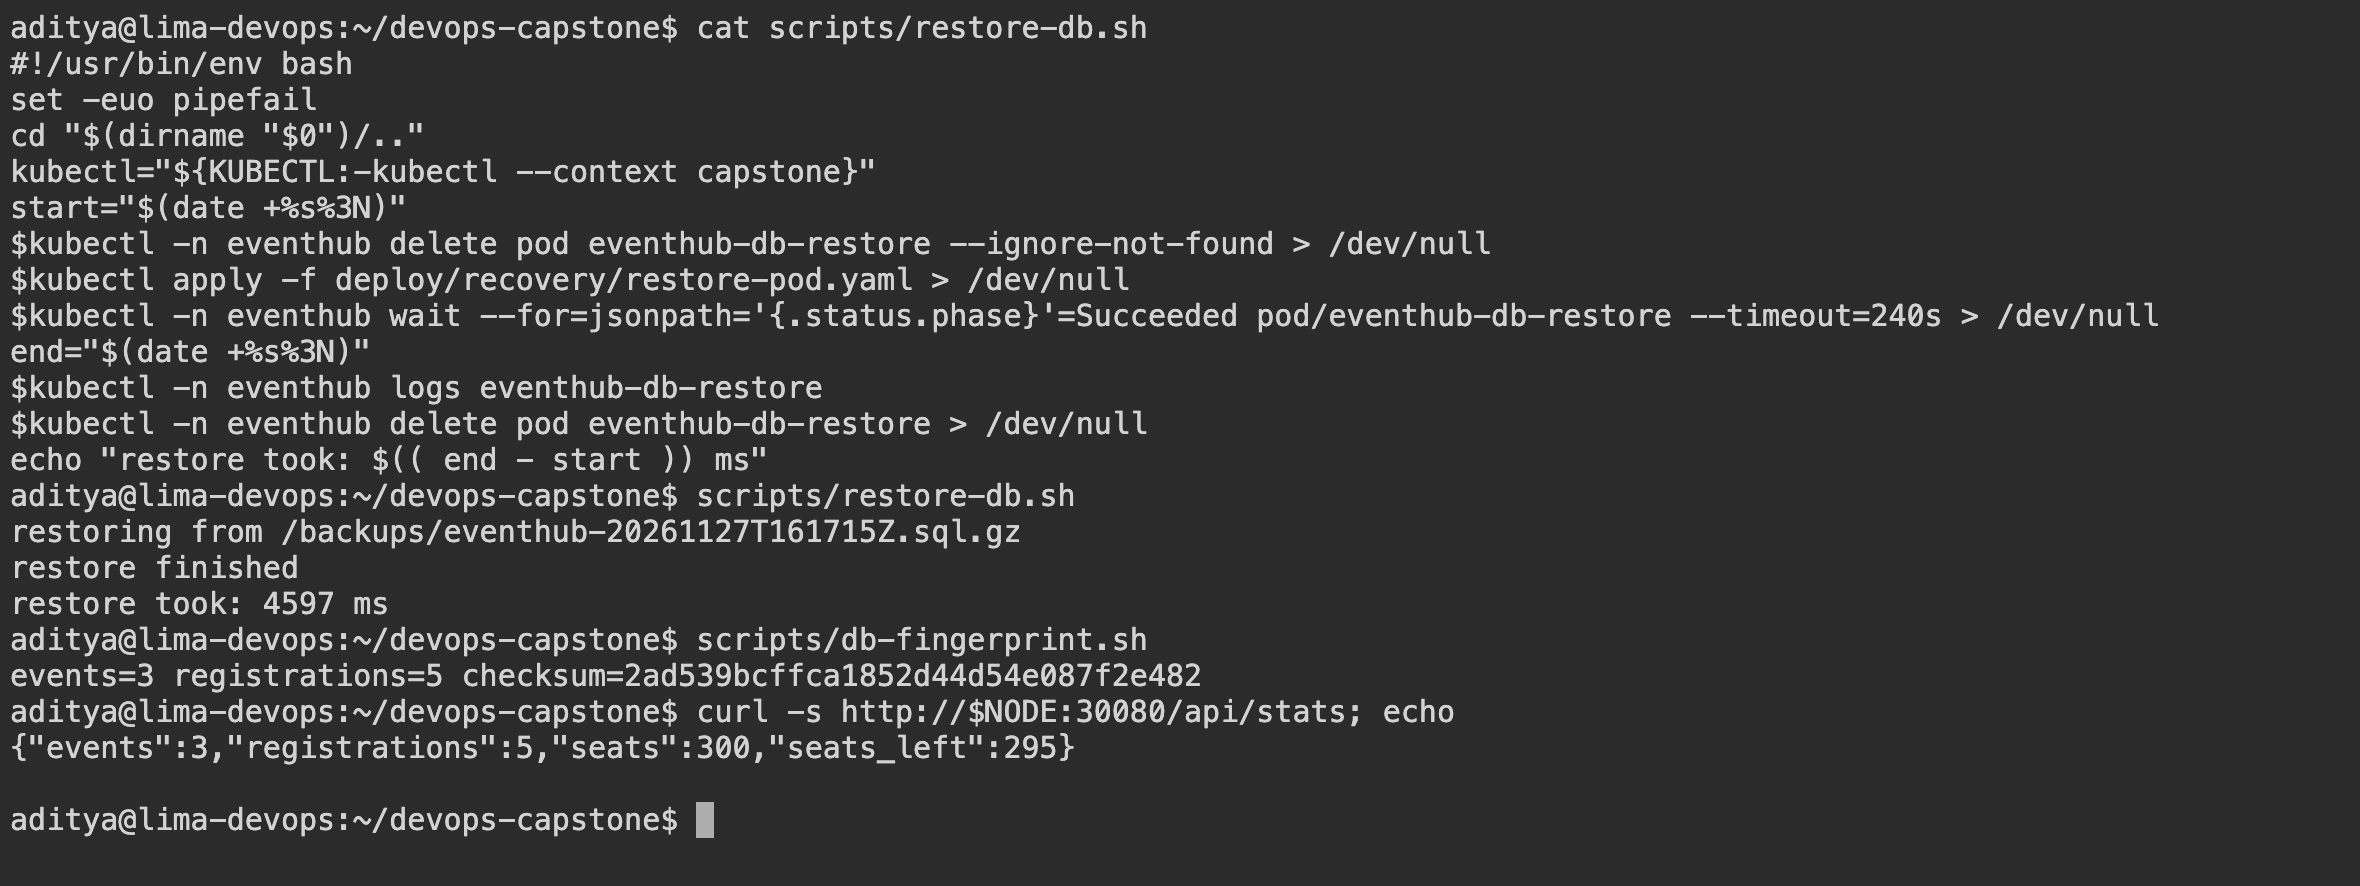 aditya@lima-devops:~/devops-capstone$ cat scripts/restore-db.sh
#!/usr/bin/env bash
set -euo pipefail
cd "$(dirname "$0")/.."
kubectl="${KUBECTL:-kubectl --context capstone}"
start="$(date +%s%3N)"
$kubectl -n eventhub delete pod eventhub-db-restore --ignore-not-found > /dev/null
$kubectl apply -f deploy/recovery/restore-pod.yaml > /dev/null
$kubectl -n eventhub wait --for=jsonpath='{.status.phase}'=Succeeded pod/eventhub-db-restore --timeout=240s > /dev/null
end="$(date +%s%3N)"
$kubectl -n eventhub logs eventhub-db-restore
$kubectl -n eventhub delete pod eventhub-db-restore > /dev/null
echo "restore took: $(( end - start )) ms"
aditya@lima-devops:~/devops-capstone$ scripts/restore-db.sh
restoring from /backups/eventhub-20261127T161715Z.sql.gz
restore finished
restore took: 4597 ms
aditya@lima-devops:~/devops-capstone$ scripts/db-fingerprint.sh
events=3 registrations=5 checksum=2ad539bcffca1852d44d54e087f2e482
aditya@lima-devops:~/devops-capstone$ curl -s http://$NODE:30080/api/stats; echo
{"events":3,"registrations":5,"seats":300,"seats_left":295}
aditya@lima-devops:~/devops-capstone$